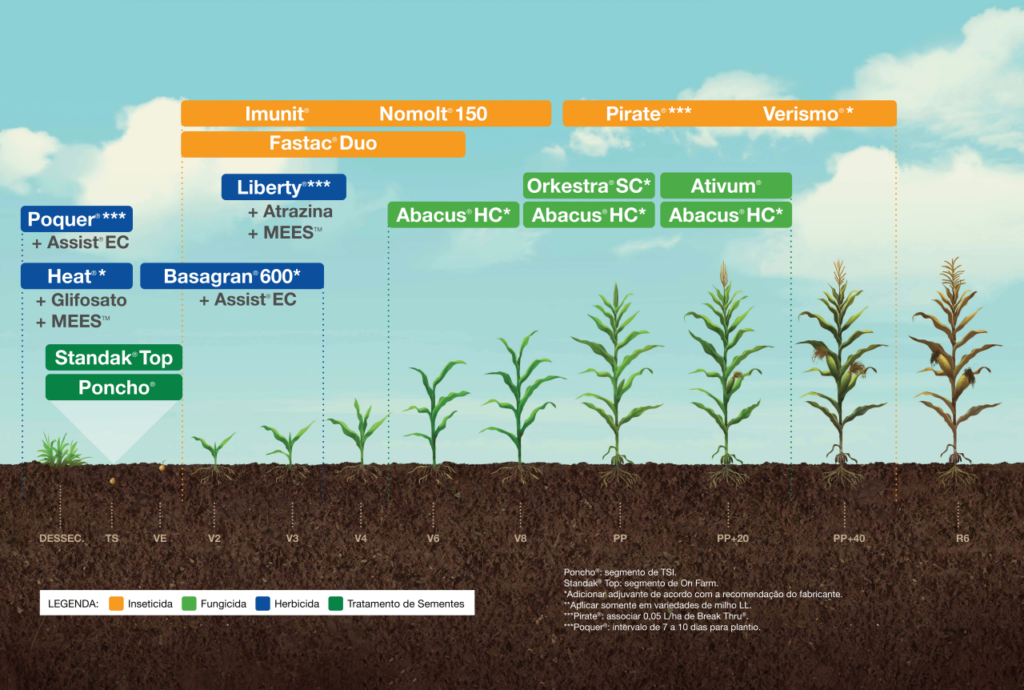 Imunit® Nomolt® 150
Pirate® *** Verismo® *
Fastac® Duo
Liberty® ***
+ Atrazina
+ MEES™
Orkestra® SC*
Ativum®
Abacus® HC*
Abacus® HC*
Abacus® HC*
Poquer® ***
+ Assist® EC
Heat® *
+ Glifosato
+ MEES™
Basagran® 600*
+ Assist® EC
Standak® Top
Poncho®
DESSEC. TS VE V2 V3 V4 V6 V8 PP PP+20 PP+40 R6
LEGENDA: Inseticida Fungicida Herbicida Tratamento de Sementes
Poncho®: segmento de TSI.
Standak® Top: segmento de On Farm.
*Adicionar adjuvante de acordo com a recomendação do fabricante.
**Aplicar somente em variedades de milho LL.
***Pirate®: associar 0,05 L/ha de Break Thru®.
***Poquer®: intervalo de 7 a 10 dias para plantio.